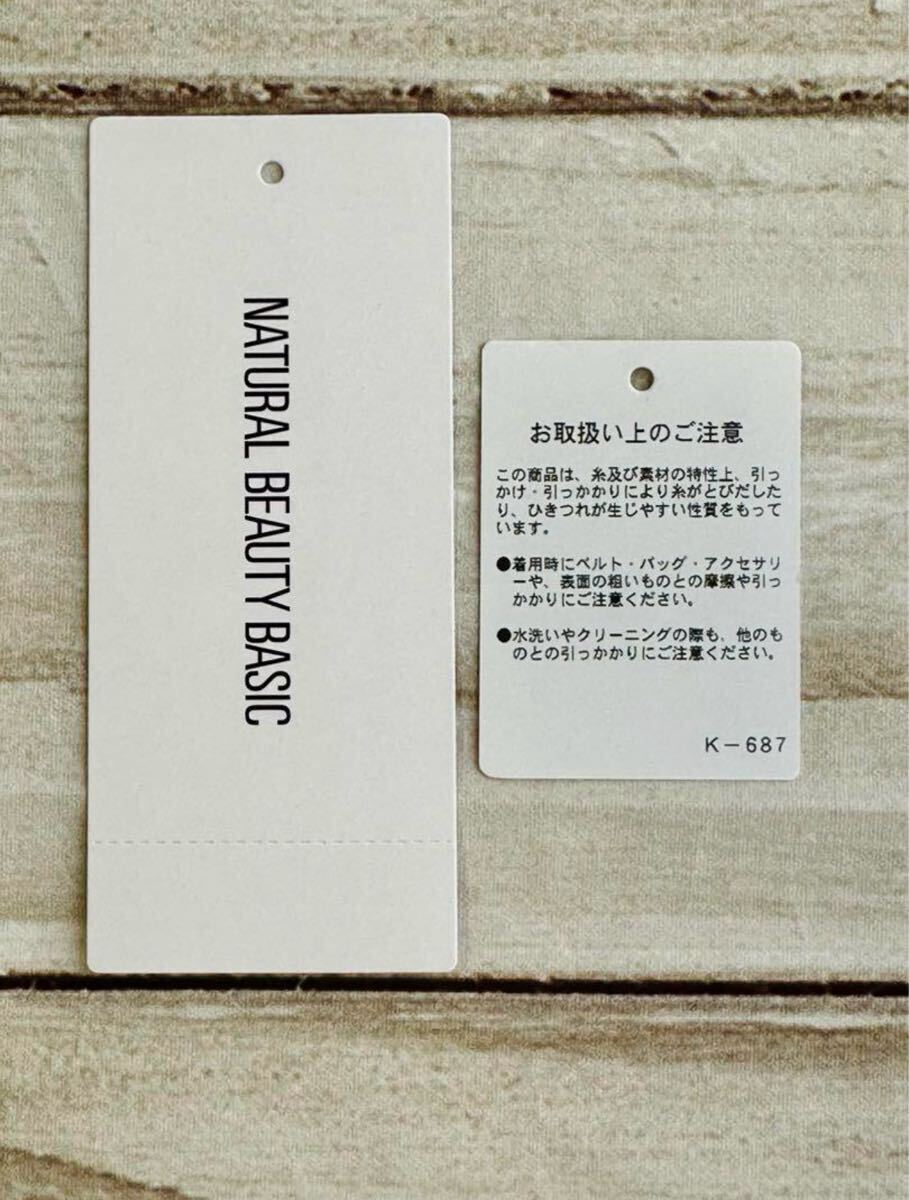 NATURAL BEAUTY BASIC
お取扱い上のご注意
この商品は、糸及び素材の特性上、引っ
かけ・引っかかりにより糸がとびだした
り、ひきつれが生じやすい性質をもって
います。
●着用時にベルト・バッグ・アクセサリ
ーや、表面の粗いものとの摩擦や引っ
かかりにご注意ください。
●水洗いやクリーニングの際も、他のも
のとの引っかかりにご注意ください。
K−687